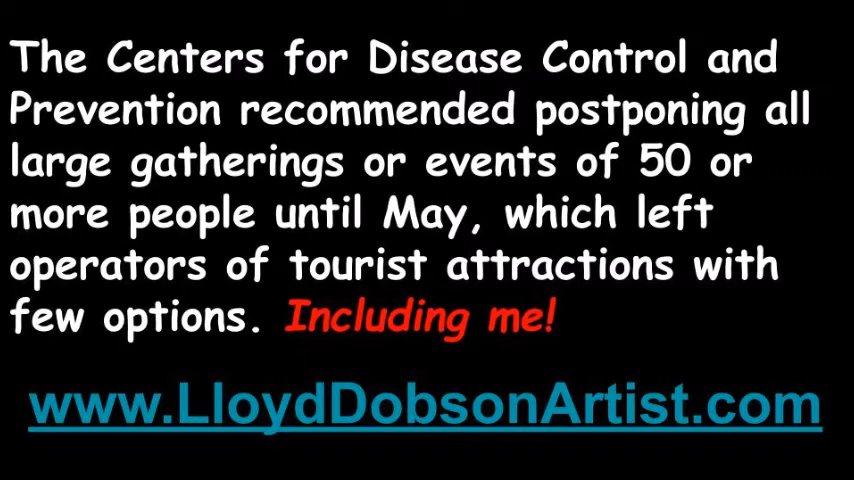 The Centers for Disease Control and
Prevention recommended postponing all
large gatherings or events of 50 or
more people until May, which left
operators of tourist attractions with
few options. Including me!
www.LloydDobsonArtist.com